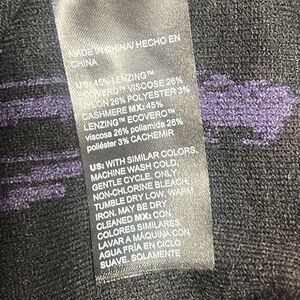 MADE IN CHINA/ HECHO EN
CHINA
US: 45% LENZING™
ECOVERO™ VISCOSE 26%
NYLON 26% POLYESTER 3%
CASHMERE MX: 45%
LENZING™ ECOVERO™
viscosa 26% poliamida 26%
poliéster 3% CACHEMIR
US: WITH SIMILAR COLORS,
MACHINE WASH COLD,
GENTLE CYCLE. ONLY
NON-CHLORINE BLEACH,
TUMBLE DRY LOW. WARM
IRON. MAY BE DRY
CLEANED MX: CON
COLORES SIMILARES
LAVAR A MÁQUINA CON
AGUA FRÍA EN CICLO
SUAVE. SOLAMENTE